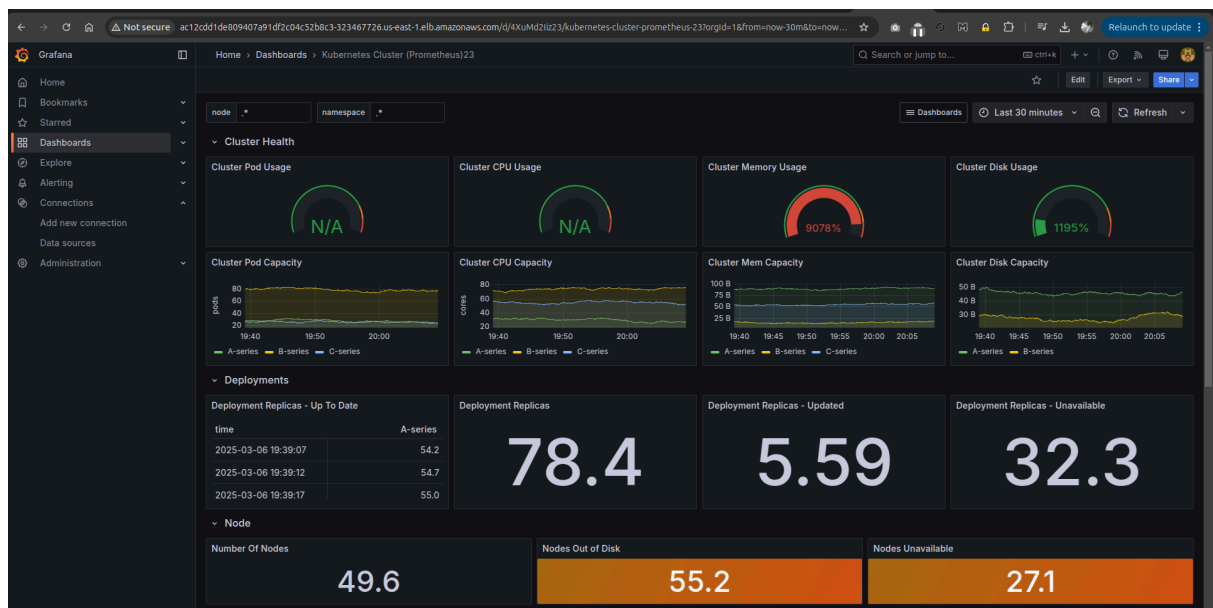 Not secure ac12cdd1de809407a91df2c04c52b8c3-323467726.us-east-1.elb.amazonaws.com/d/4XuMd2Iiz23/kubernetes-cluster-prometheus-23?orgId=1&from=now-30m&to=now... Relaunch to update
Grafana
Home › Dashboards › Kubernetes Cluster (Prometheus)23
Search or jump to... ctrl+k
Edit Export Share
Home
Bookmarks
Starred
Dashboards
Explore
Alerting
Connections
Add new connection
Data sources
Administration
node .* namespace .*
Dashboards Last 30 minutes Refresh
Cluster Health
Cluster Pod Usage
N/A
Cluster CPU Usage
N/A
Cluster Memory Usage
9078%
Cluster Disk Usage
1195%
Cluster Pod Capacity
pods
80
60
40
20
19:40 19:50 20:00
A-series B-series C-series
Cluster CPU Capacity
cores
80
60
40
20
19:40 19:50 20:00
A-series B-series C-series
Cluster Mem Capacity
100 B
75 B
50 B
25 B
19:40 19:45 19:50 19:55 20:00 20:05
A-series B-series C-series
Cluster Disk Capacity
50 B
40 B
30 B
19:40 19:45 19:50 19:55 20:00 20:05
A-series B-series
Deployments
Deployment Replicas - Up To Date
time A-series
2025-03-06 19:39:07 54.2
2025-03-06 19:39:12 54.7
2025-03-06 19:39:17 55.0
Deployment Replicas
78.4
Deployment Replicas - Updated
5.59
Deployment Replicas - Unavailable
32.3
Node
Number Of Nodes
49.6
Nodes Out of Disk
55.2
Nodes Unavailable
27.1